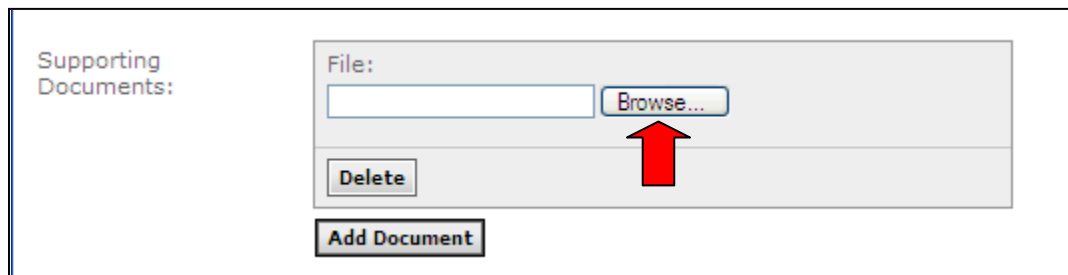 Supporting
Documents:
File:
Browse...
Delete
Add Document